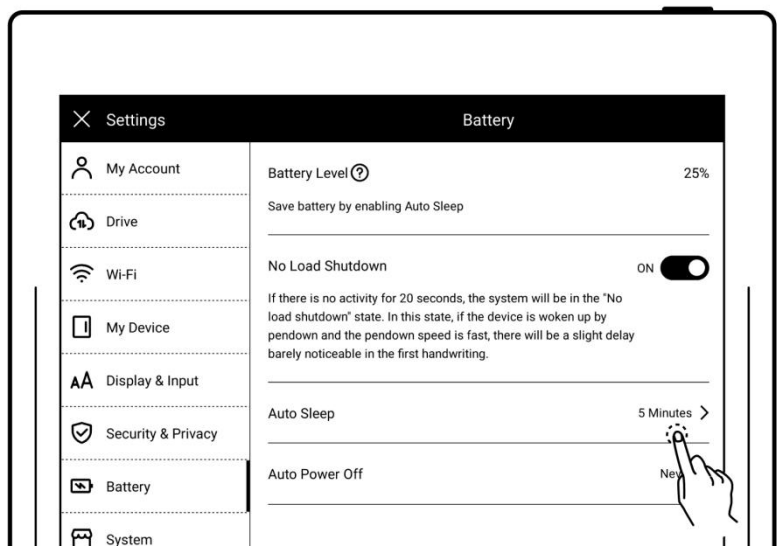 Settings
Battery
My Account
Drive
Wi-Fi
My Device
AA Display & Input
Security & Privacy
Battery
System
Battery Level ?
25%
Save battery by enabling Auto Sleep
No Load Shutdown
ON
If there is no activity for 20 seconds, the system will be in the "No
load shutdown" state. In this state, if the device is woken up by
pendown and the pendown speed is fast, there will be a slight delay
barely noticeable in the first handwriting.
Auto Sleep
5 Minutes
Auto Power Off